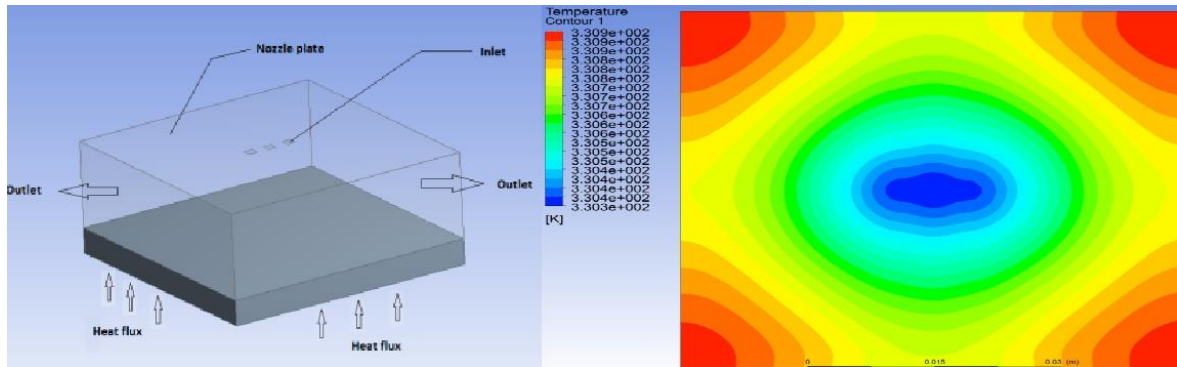 Nozzle plate
Inlet
Outlet
Outlet
Heat flux
Heat flux
Temperature
Contour 1
3.309e+002
3.309e+002
3.309e+002
3.308e+002
3.308e+002
3.308e+002
3.307e+002
3.307e+002
3.307e+002
3.306e+002
3.306e+002
3.306e+002
3.305e+002
3.305e+002
3.305e+002
3.304e+002
3.304e+002
3.304e+002
3.303e+002
[K]
0 0.015 0.03 (m)